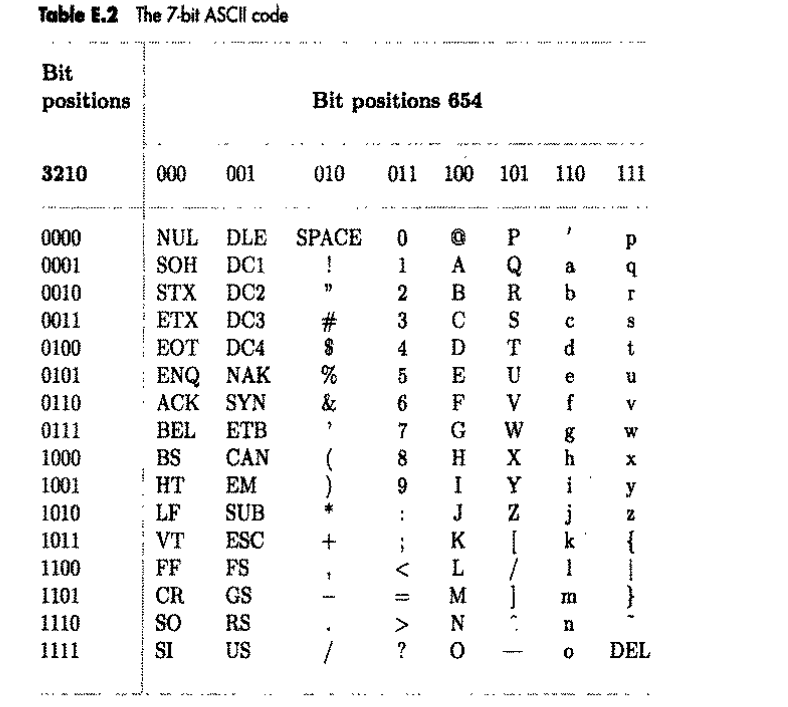 Table E.2 The 7-bit ASCII code
Bit
positions Bit positions 654
3210 000 001 010 011 100 101 110 111
0000 NUL DLE SPACE 0 @ P ′ p
0001 SOH DC1 ! 1 A Q a q
0010 STX DC2 ” 2 B R b r
0011 ETX DC3 # 3 C S c s
0100 EOT DC4 $ 4 D T d t
0101 ENQ NAK % 5 E U e u
0110 ACK SYN & 6 F V f v
0111 BEL ETB ’ 7 G W g w
1000 BS CAN ( 8 H X h x
1001 HT EM ) 9 I Y i y
1010 LF SUB * : J Z j z
1011 VT ESC + ; K [ k {
1100 FF FS , < L / l |
1101 CR GS – = M ] m }
1110 SO RS . > N ^ n ~
1111 SI US / ? O — o DEL